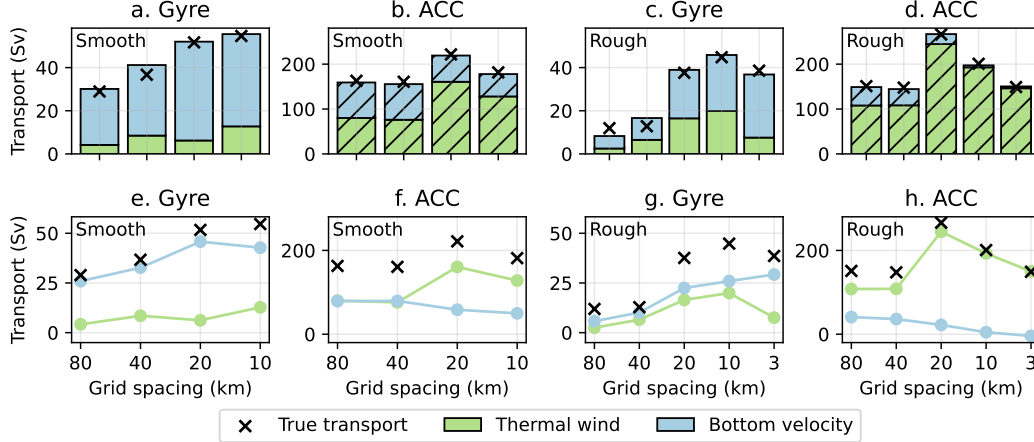 a. Gyre
b. ACC
c. Gyre
d. ACC
Transport (Sv)
40
20
0
Smooth
200
100
0
Smooth
40
20
0
Rough
200
100
0
Rough
e. Gyre
f. ACC
g. Gyre
h. ACC
Transport (Sv)
50
25
0
Smooth
200
0
Smooth
50
25
0
Rough
200
0
Rough
80 40 20 10
80 40 20 10
80 40 20 10 3
80 40 20 10 3
Grid spacing (km)
Grid spacing (km)
Grid spacing (km)
Grid spacing (km)
True transport Thermal wind Bottom velocity